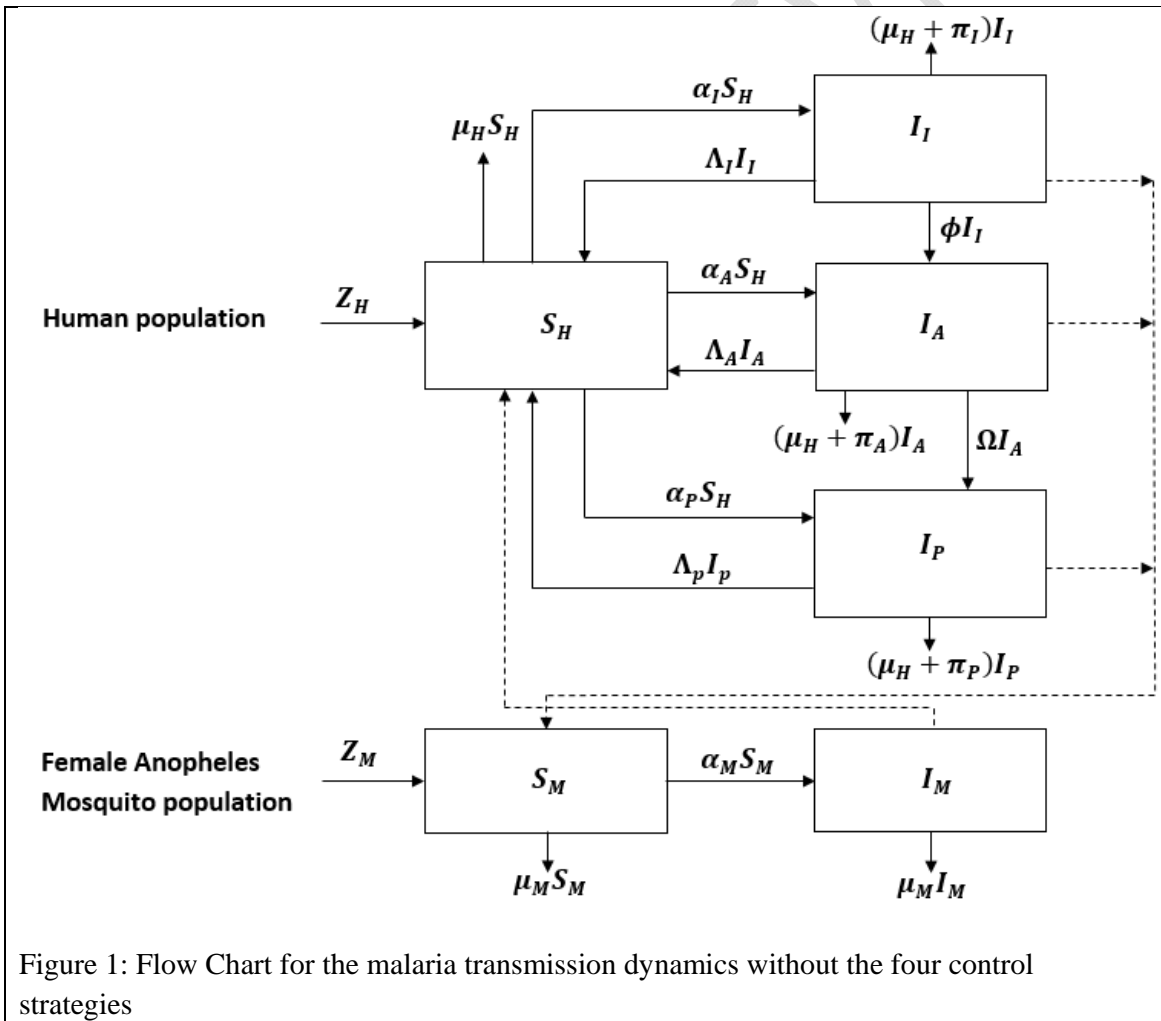 (μ_H + π_I)I_I
α_I S_H
I_I
μ_H S_H
Λ_I I_I
ϕI_I
α_A S_H
Z_H
Human population
S_H
I_A
Λ_A I_A
(μ_H + π_A)I_A
ΩI_A
α_P S_H
I_P
Λ_p I_p
(μ_H + π_P)I_P
Female Anopheles
Mosquito population
Z_M
S_M
α_M S_M
I_M
μ_M S_M
μ_M I_M
Figure 1: Flow Chart for the malaria transmission dynamics without the four control
strategies